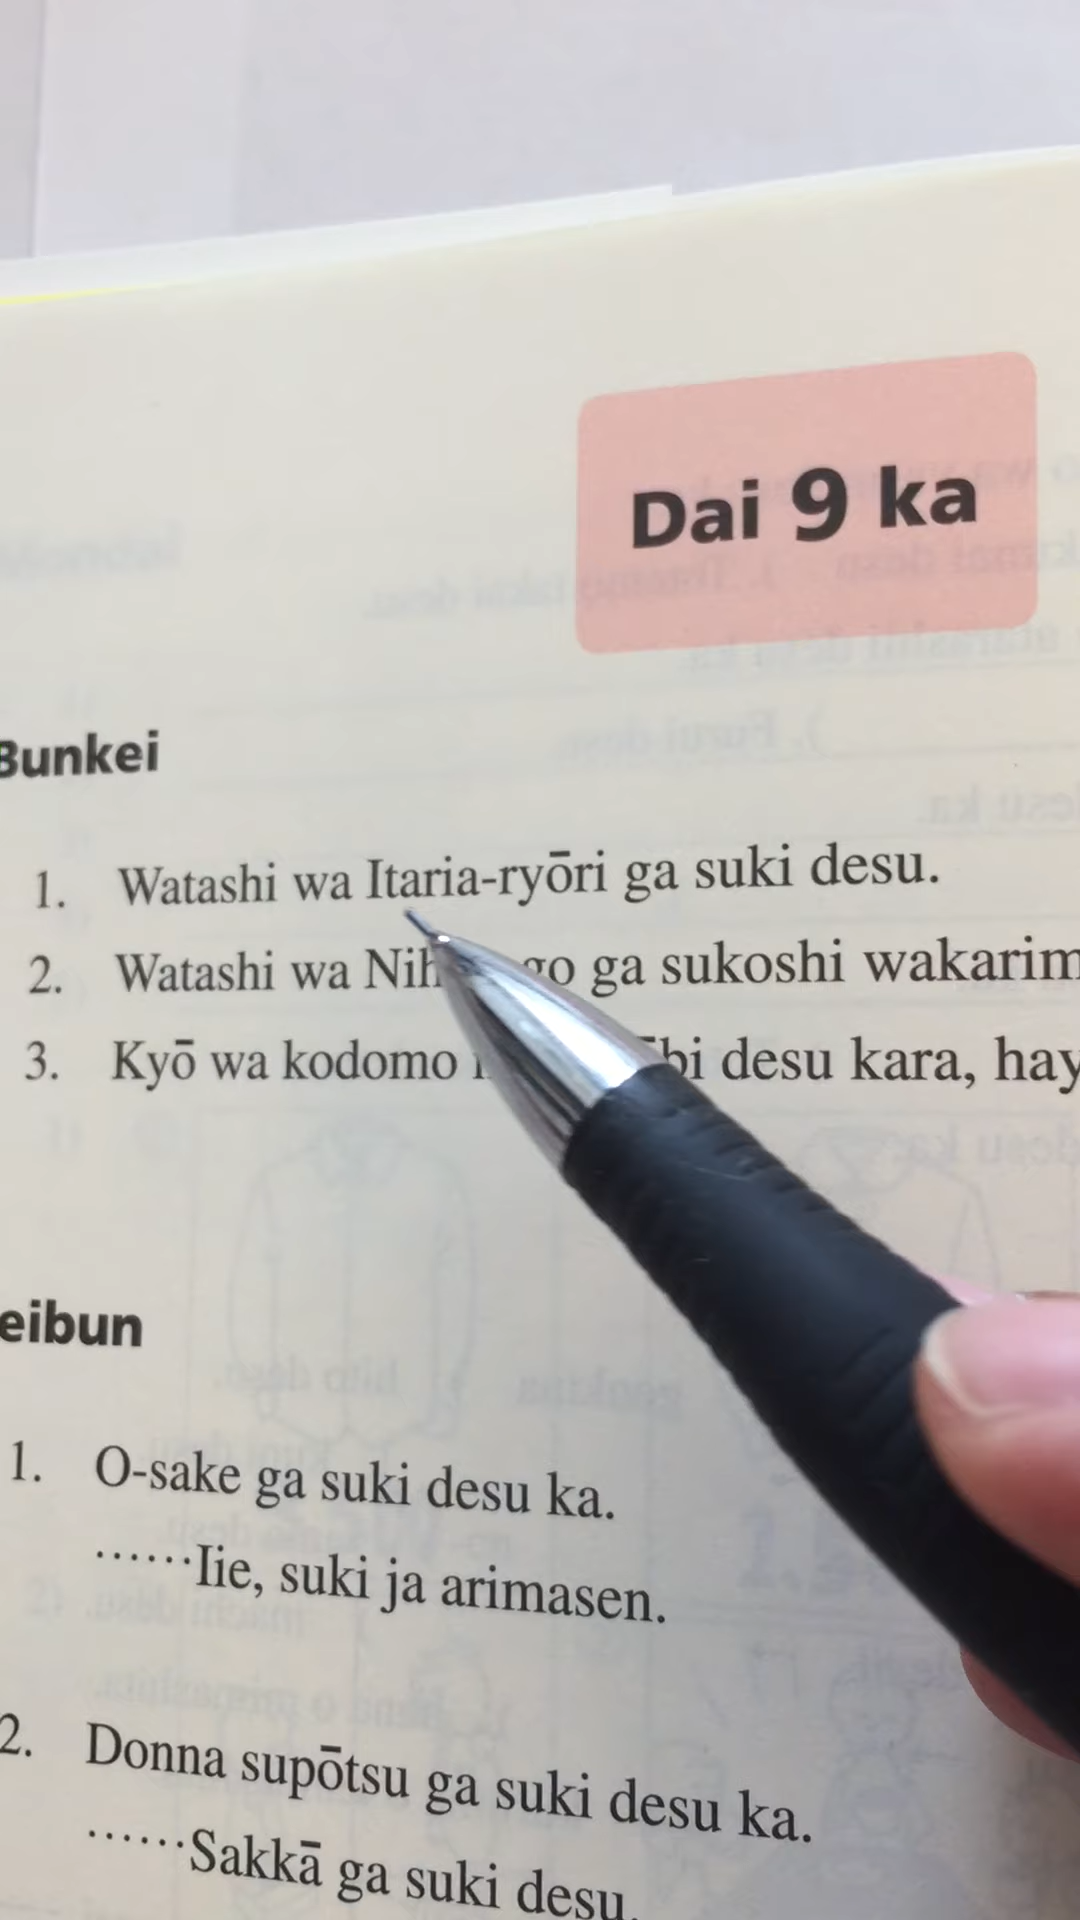 Dai 9 ka
Bunkei
1. Watashi wa Itaria-ryōri ga suki desu.
2. Watashi wa Nih go ga sukoshi wakarim
3. Kyō wa kodomo bi desu kara, hay
eibun
1. O-sake ga suki desu ka.
······Iie, suki ja arimasen.
2. Donna supōtsu ga suki desu ka.
······Sakkā ga suki desu.